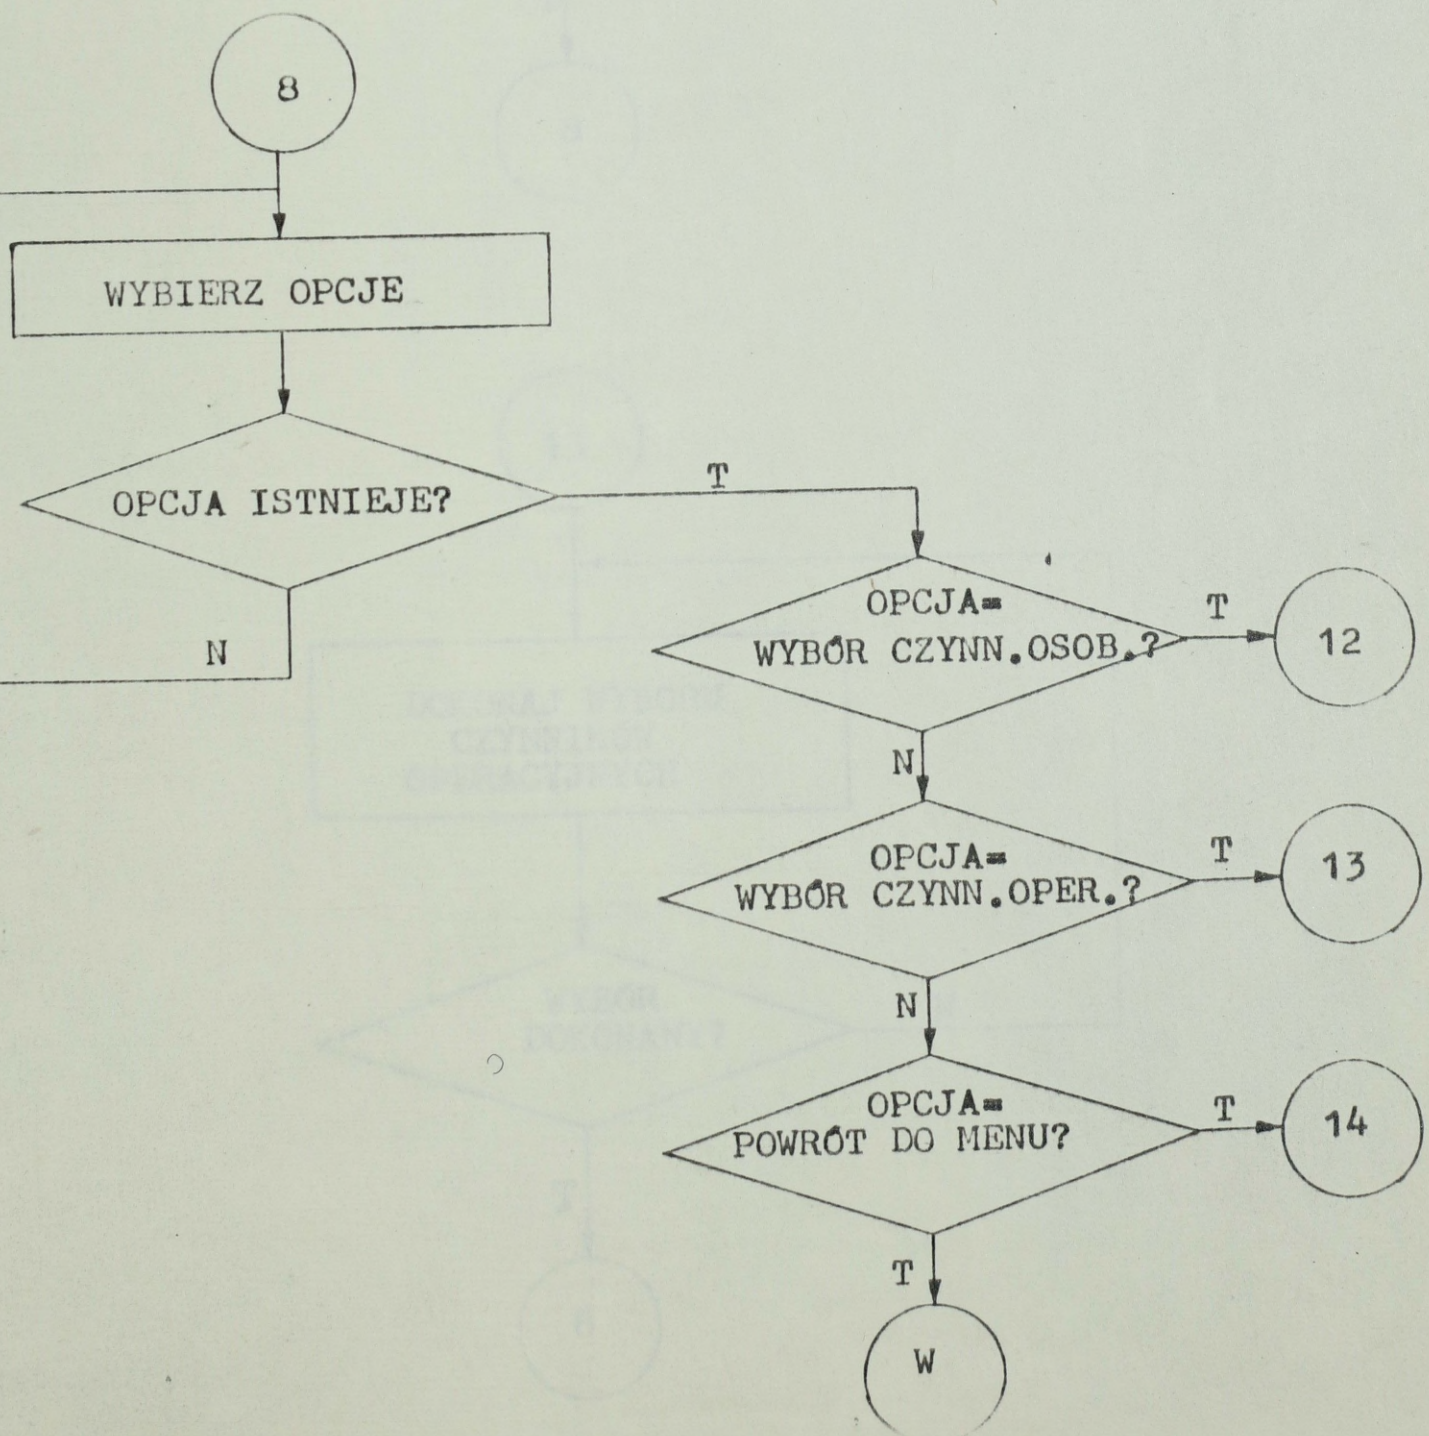 8
WYBIERZ OPCJE
OPCJA ISTNIEJE?
T
N
OPCJA=
WYBÓR CZYNN.OSOB.?
T
12
N
OPCJA=
WYBÓR CZYNN.OPER.?
T
13
N
OPCJA=
POWRÓT DO MENU?
T
14
T
W